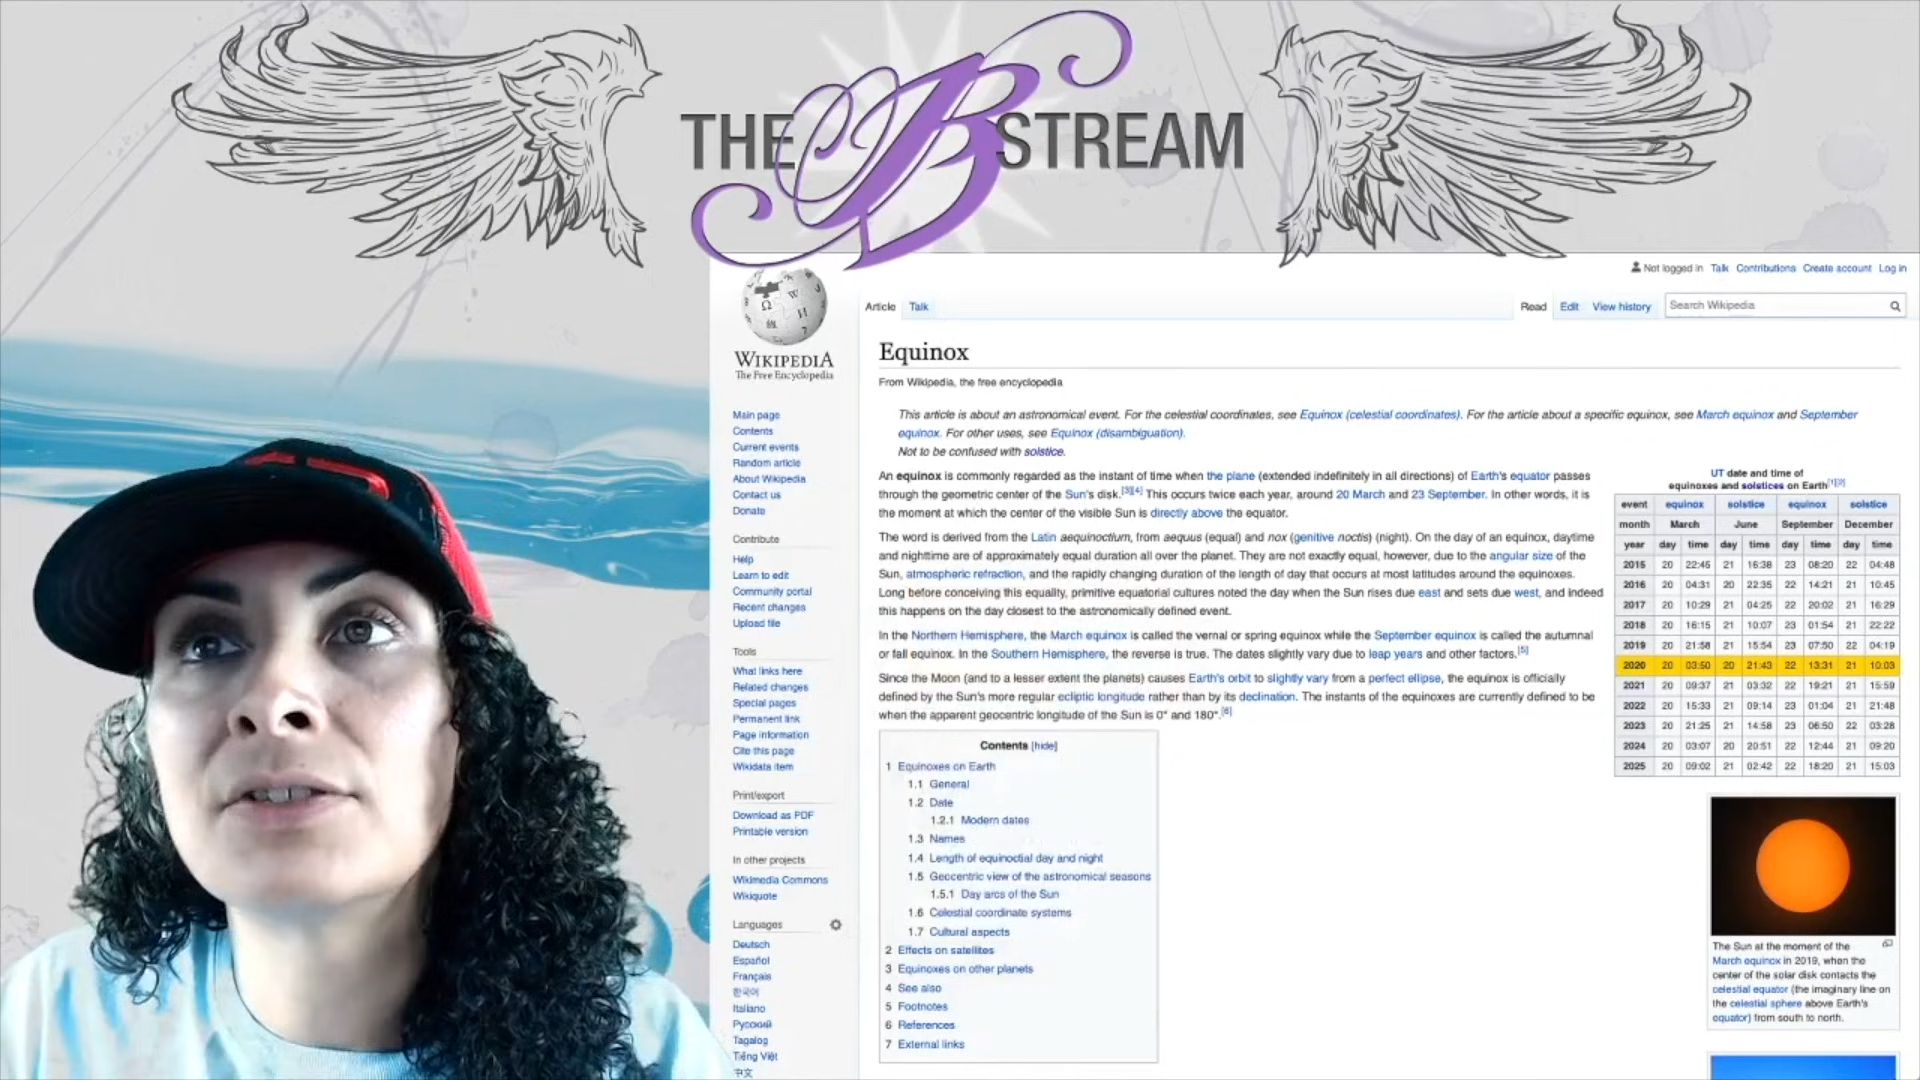 THE B STREAM
Not logged in Talk Contributions Create account Log in
Article Talk
Read Edit View history Search Wikipedia
WIKIPEDIA
The Free Encyclopedia
Main page
Contents
Current events
Random article
About Wikipedia
Contact us
Donate
Contribute
Help
Learn to edit
Community portal
Recent changes
Upload file
Tools
What links here
Related changes
Special pages
Permanent link
Page information
Cite this page
Wikidata item
Print/export
Download as PDF
Printable version
In other projects
Wikimedia Commons
Wikiquote
Languages
Deutsch
Español
Français
한국어
Italiano
Русский
Tagalog
Tiếng Việt
中文
Equinox
From Wikipedia, the free encyclopedia
This article is about an astronomical event. For the celestial coordinates, see Equinox (celestial coordinates). For the article about a specific equinox, see March equinox and September
equinox. For other uses, see Equinox (disambiguation).
Not to be confused with solstice.
An equinox is commonly regarded as the instant of time when the plane (extended indefinitely in all directions) of Earth's equator passes
through the geometric center of the Sun's disk.[3][4] This occurs twice each year, around 20 March and 23 September. In other words, it is
the moment at which the center of the visible Sun is directly above the equator.
The word is derived from the Latin aequinoctium, from aequus (equal) and nox (genitive noctis) (night). On the day of an equinox, daytime
and nighttime are of approximately equal duration all over the planet. They are not exactly equal, however, due to the angular size of the
Sun, atmospheric refraction, and the rapidly changing duration of the length of day that occurs at most latitudes around the equinoxes.
Long before conceiving this equality, primitive equatorial cultures noted the day when the Sun rises due east and sets due west, and indeed
this happens on the day closest to the astronomically defined event.
In the Northern Hemisphere, the March equinox is called the vernal or spring equinox while the September equinox is called the autumnal
or fall equinox. In the Southern Hemisphere, the reverse is true. The dates slightly vary due to leap years and other factors.[5]
Since the Moon (and to a lesser extent the planets) causes Earth's orbit to slightly vary from a perfect ellipse, the equinox is officially
defined by the Sun's more regular ecliptic longitude rather than by its declination. The instants of the equinoxes are currently defined to be
when the apparent geocentric longitude of the Sun is 0° and 180°.[6]
Contents [hide]
1 Equinoxes on Earth
1.1 General
1.2 Date
1.2.1 Modern dates
1.3 Names
1.4 Length of equinoctial day and night
1.5 Geocentric view of the astronomical seasons
1.5.1 Day arcs of the Sun
1.6 Celestial coordinate systems
1.7 Cultural aspects
2 Effects on satellites
3 Equinoxes on other planets
4 See also
5 Footnotes
6 References
7 External links
UT date and time of
equinoxes and solstices on Earth[1][2]
event equinox solstice equinox solstice
month March June September December
year day time day time day time day time
2015 20 22:45 21 16:38 23 08:20 22 04:48
2016 20 04:31 20 22:35 22 14:21 21 10:45
2017 20 10:29 21 04:25 22 20:02 21 16:29
2018 20 16:15 21 10:07 23 01:54 21 22:22
2019 20 21:58 21 15:54 23 07:50 22 04:19
2020 20 03:50 20 21:43 22 13:31 21 10:03
2021 20 09:37 21 03:32 22 19:21 21 15:59
2022 20 15:33 21 09:14 23 01:04 21 21:48
2023 20 21:25 21 14:58 23 06:50 22 03:28
2024 20 03:07 20 20:51 22 12:44 21 09:20
2025 20 09:02 21 02:42 22 18:20 21 15:03
The Sun at the moment of the
March equinox in 2019, when the
center of the solar disk contacts the
celestial equator (the imaginary line on
the celestial sphere above Earth's
equator) from south to north.